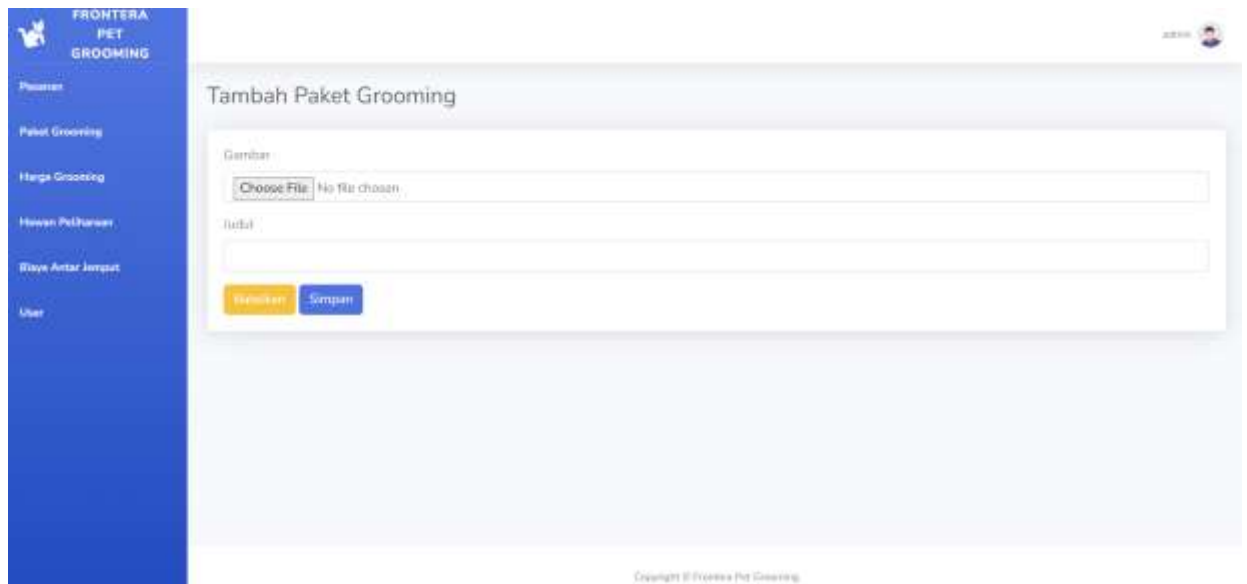 FRONTERA
PET
GROOMING
admin
Pesanan
Paket Grooming
Harga Grooming
Hewan Peliharaan
Biaya Antar Jemput
User
Tambah Paket Grooming
Gambar
Choose File No file chosen
Judul
Batalkan Simpan
Copyright © Frontera Pet Grooming